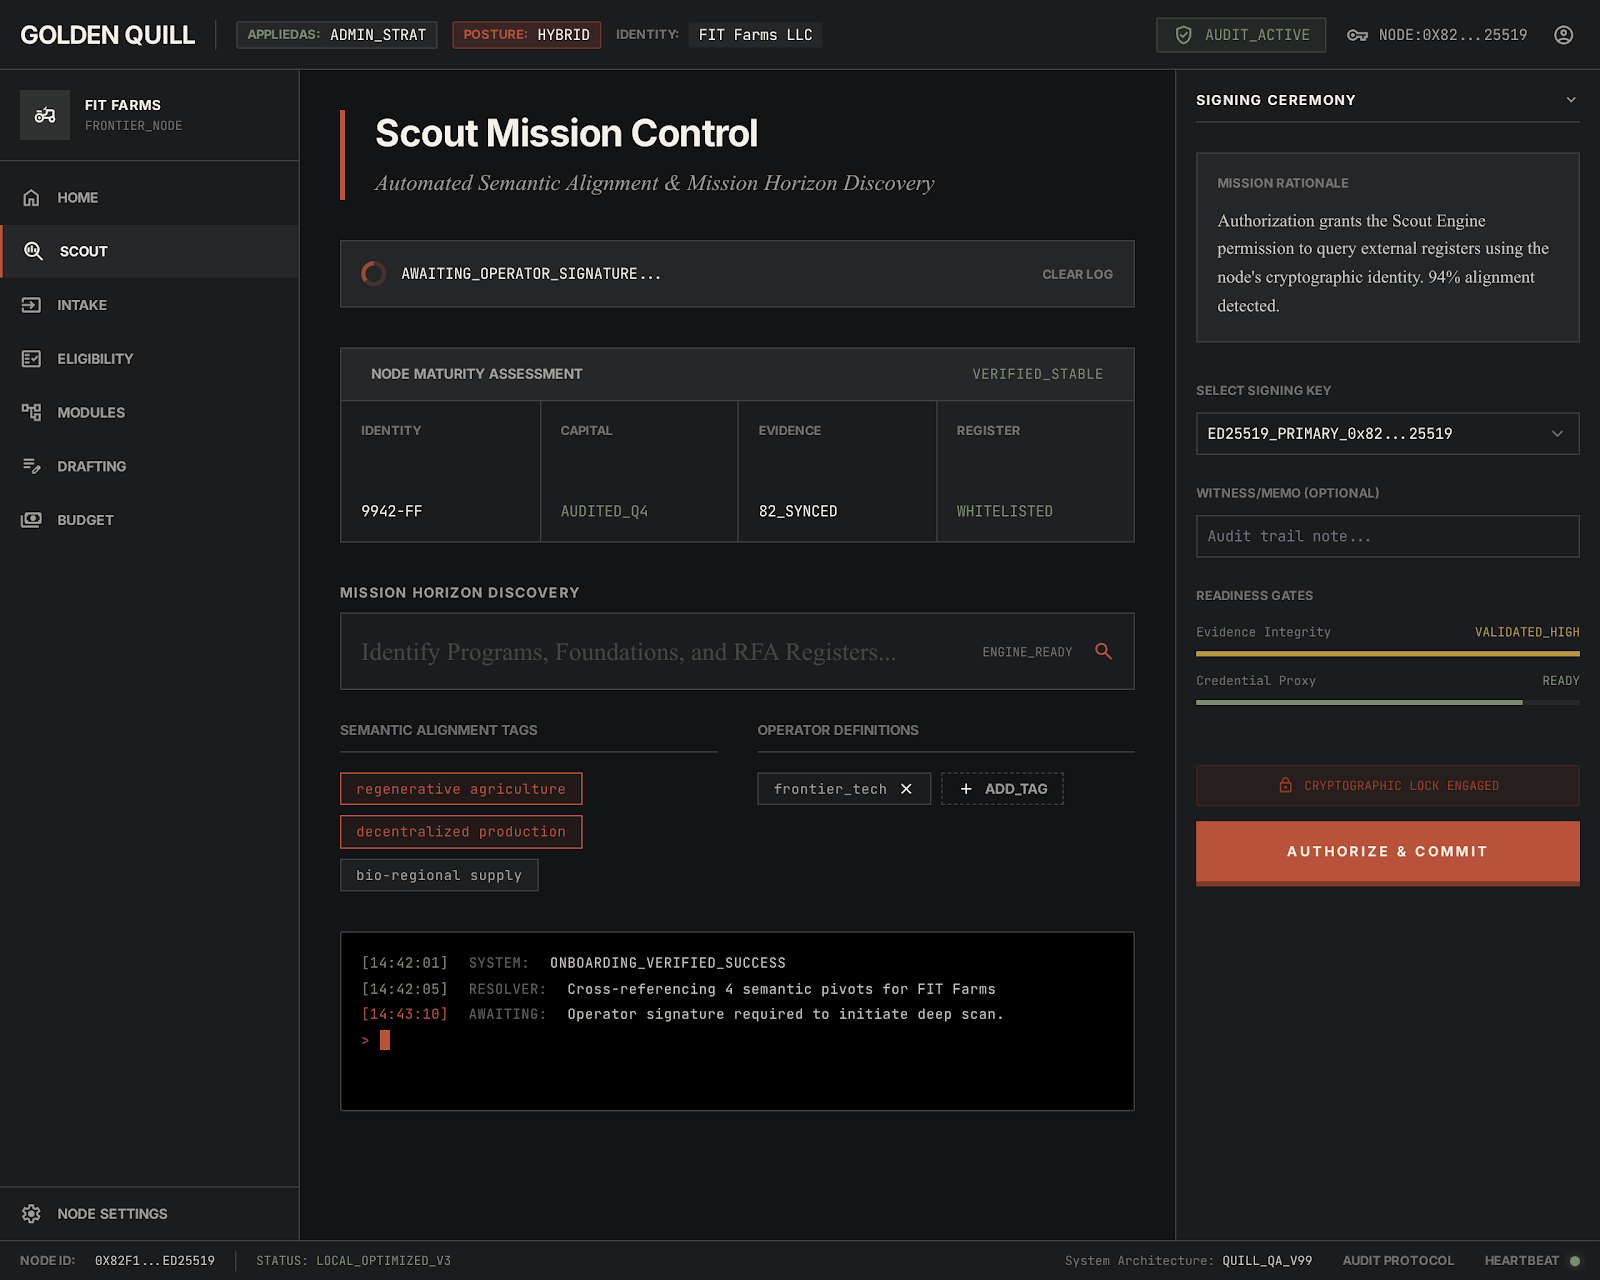 GOLDEN QUILL
APPLIEDAS: ADMIN_STRAT
POSTURE: HYBRID
IDENTITY: FIT Farms LLC
AUDIT_ACTIVE
NODE:0X82...25519
FIT FARMS
FRONTIER_NODE
HOME
SCOUT
INTAKE
ELIGIBILITY
MODULES
DRAFTING
BUDGET
NODE SETTINGS
Scout Mission Control
Automated Semantic Alignment & Mission Horizon Discovery
AWAITING_OPERATOR_SIGNATURE...
CLEAR LOG
NODE MATURITY ASSESSMENT
VERIFIED_STABLE
IDENTITY
9942-FF
CAPITAL
AUDITED_Q4
EVIDENCE
82_SYNCED
REGISTER
WHITELISTED
MISSION HORIZON DISCOVERY
Identify Programs, Foundations, and RFA Registers...
ENGINE_READY
SEMANTIC ALIGNMENT TAGS
regenerative agriculture
decentralized production
bio-regional supply
OPERATOR DEFINITIONS
frontier_tech
ADD_TAG
[14:42:01] SYSTEM: ONBOARDING_VERIFIED_SUCCESS
[14:42:05] RESOLVER: Cross-referencing 4 semantic pivots for FIT Farms
[14:43:10] AWAITING: Operator signature required to initiate deep scan.
>
SIGNING CEREMONY
MISSION RATIONALE
Authorization grants the Scout Engine
permission to query external registers using the
node's cryptographic identity. 94% alignment
detected.
SELECT SIGNING KEY
ED25519_PRIMARY_0x82...25519
WITNESS/MEMO (OPTIONAL)
Audit trail note...
READINESS GATES
Evidence Integrity
VALIDATED_HIGH
Credential Proxy
READY
CRYPTOGRAPHIC LOCK ENGAGED
AUTHORIZE & COMMIT
NODE ID: 0X82F1...ED25519
STATUS: LOCAL_OPTIMIZED_V3
System Architecture: QUILL_QA_V99
AUDIT PROTOCOL
HEARTBEAT